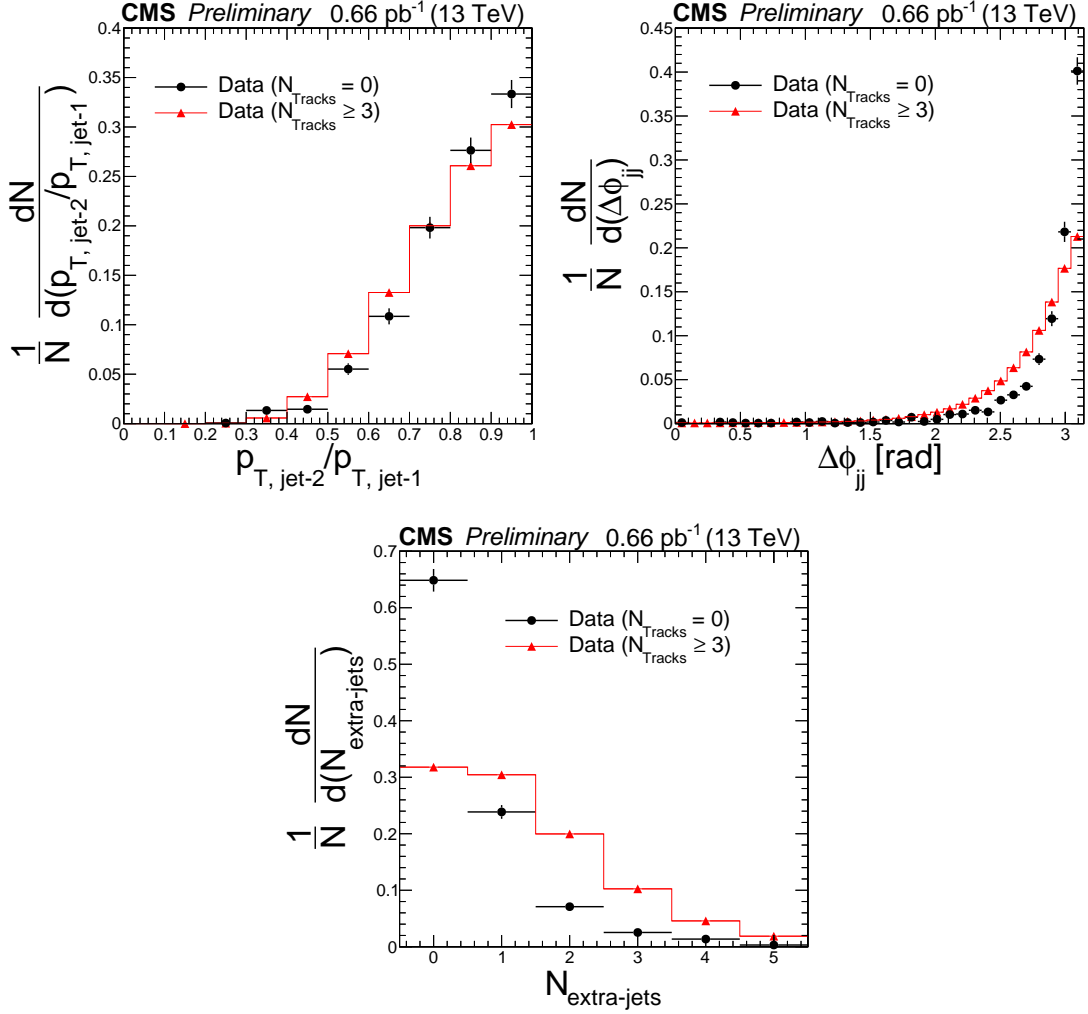 CMS Preliminary 0.66 pb-1 (13 TeV)
Data (NTracks = 0)
Data (NTracks ≥ 3)
1/N dN/d(pT, jet-2/pT, jet-1)
0.4
0.35
0.3
0.25
0.2
0.15
0.1
0.05
0
0 0.1 0.2 0.3 0.4 0.5 0.6 0.7 0.8 0.9 1
pT, jet-2/pT, jet-1
CMS Preliminary 0.66 pb-1 (13 TeV)
Data (NTracks = 0)
Data (NTracks ≥ 3)
1/N dN/d(Δϕjj)
0.45
0.4
0.35
0.3
0.25
0.2
0.15
0.1
0.05
0
0 0.5 1 1.5 2 2.5 3
Δϕjj [rad]
CMS Preliminary 0.66 pb-1 (13 TeV)
Data (NTracks = 0)
Data (NTracks ≥ 3)
1/N dN/d(Nextra-jets)
0.7
0.6
0.5
0.4
0.3
0.2
0.1
0
0 1 2 3 4 5
Nextra-jets